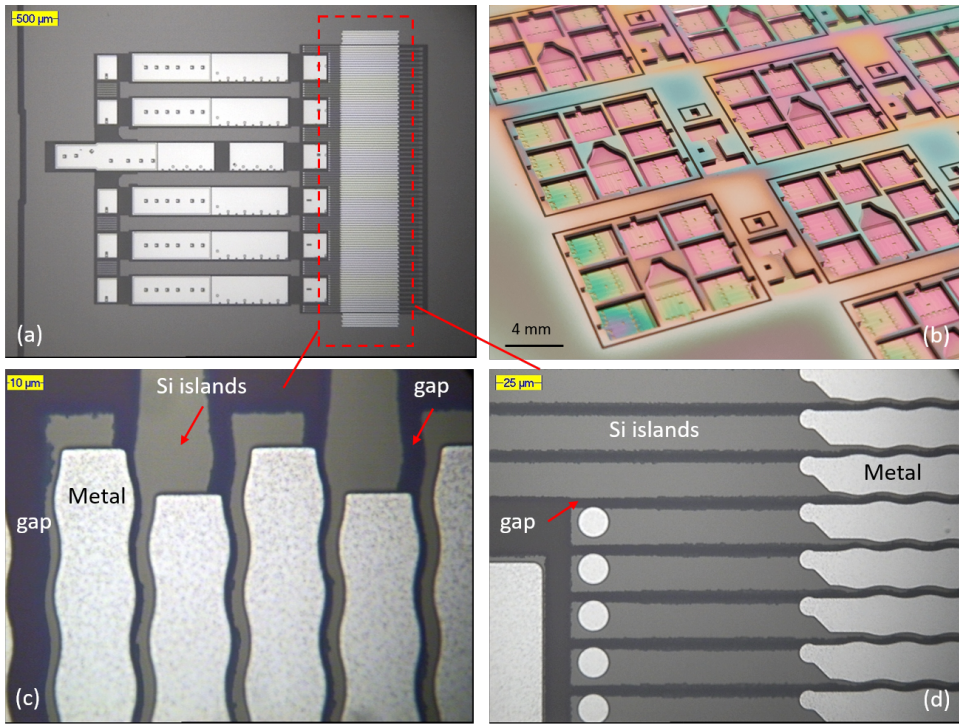 500 µm
(a)
4 mm
(b)
10 µm
Si islands
gap
Metal
gap
(c)
25 µm
Si islands
Metal
gap
(d)